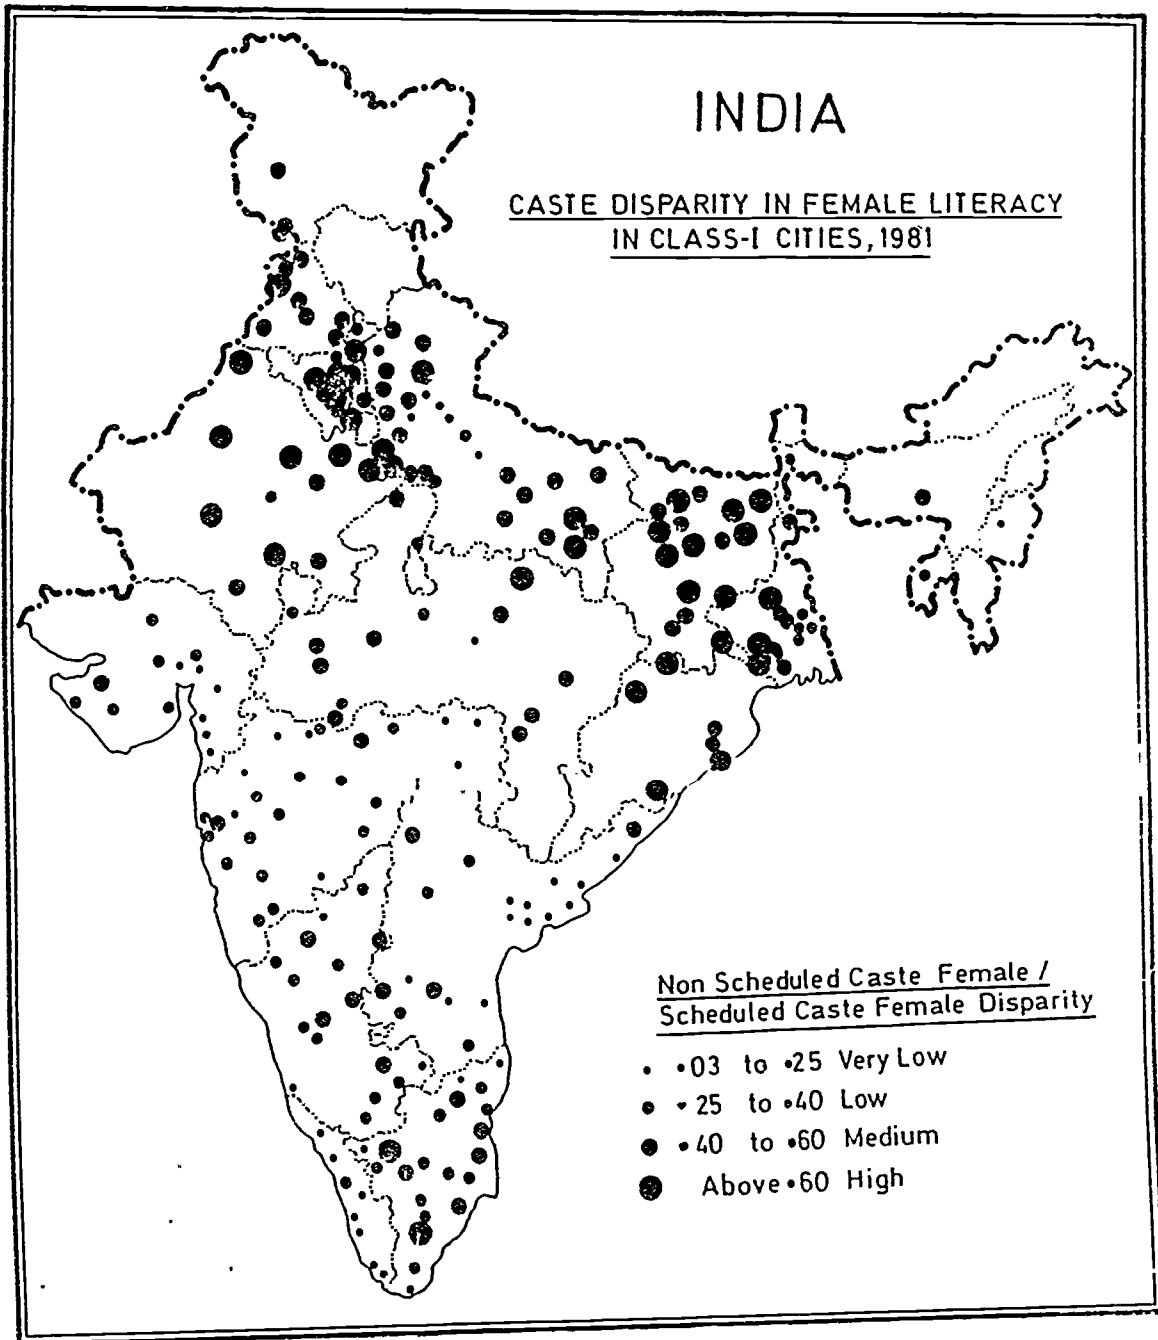 INDIA
CASTE DISPARITY IN FEMALE LITERACY
IN CLASS-I CITIES, 1981
Non Scheduled Caste Female /
Scheduled Caste Female Disparity
•03 to •25 Very Low
•25 to •40 Low
•40 to •60 Medium
Above •60 High